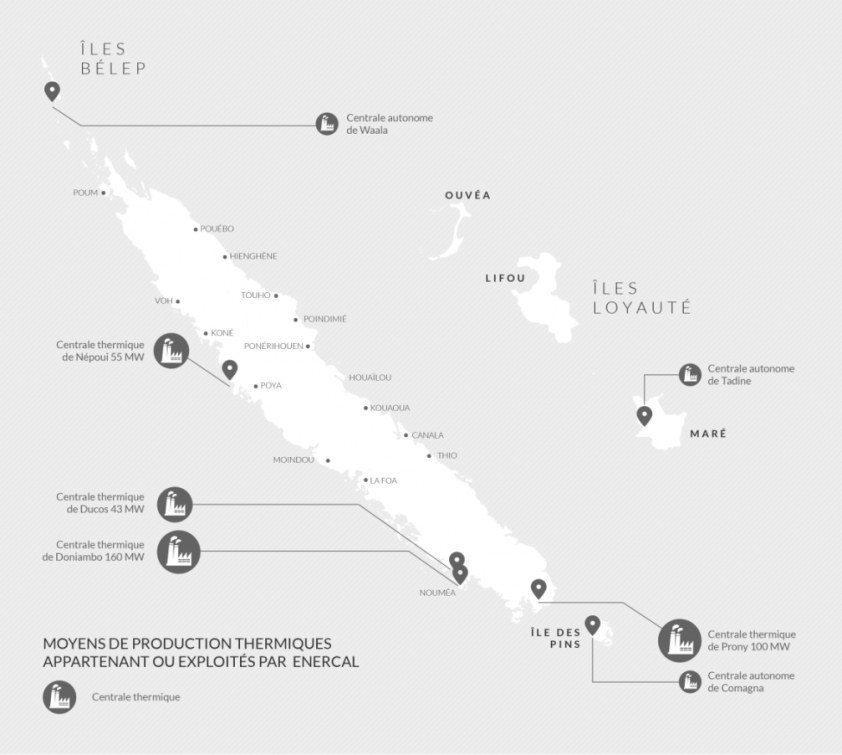 ÎLES
BÉLEP
Centrale autonome
de Waala
POUM
OUVÉA
POUÉBO
HIENGHÈNE
LIFOU
ÎLES
LOYAUTÉ
TOUHO
VOH
POINDIMIÉ
KONÉ
Centrale thermique
de Népoui 55 MW
PONÉRIHOUEN
HOUAÏLOU
POYA
Centrale autonome
de Tadine
KOUAOUA
MARÉ
CANALA
THIO
MOINDOU
LA FOA
Centrale thermique
de Ducos 43 MW
Centrale thermique
de Doniambo 160 MW
NOUMÉA
ÎLE DES
PINS
Centrale thermique
de Prony 100 MW
Centrale autonome
de Comagna
MOYENS DE PRODUCTION THERMIQUES
APPARTENANT OU EXPLOITÉS PAR ENERCAL
Centrale thermique